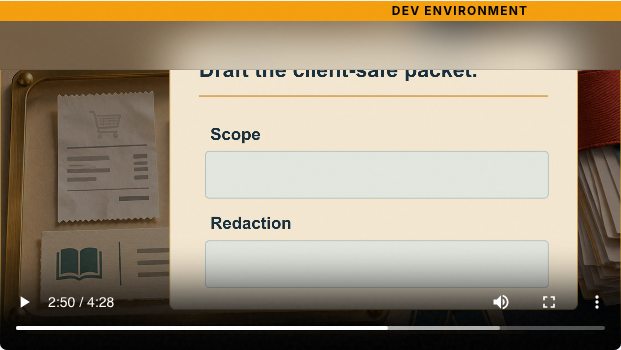 DEV ENVIRONMENT
Draft the client-safe packet.
Scope
Redaction
2:50 / 4:28